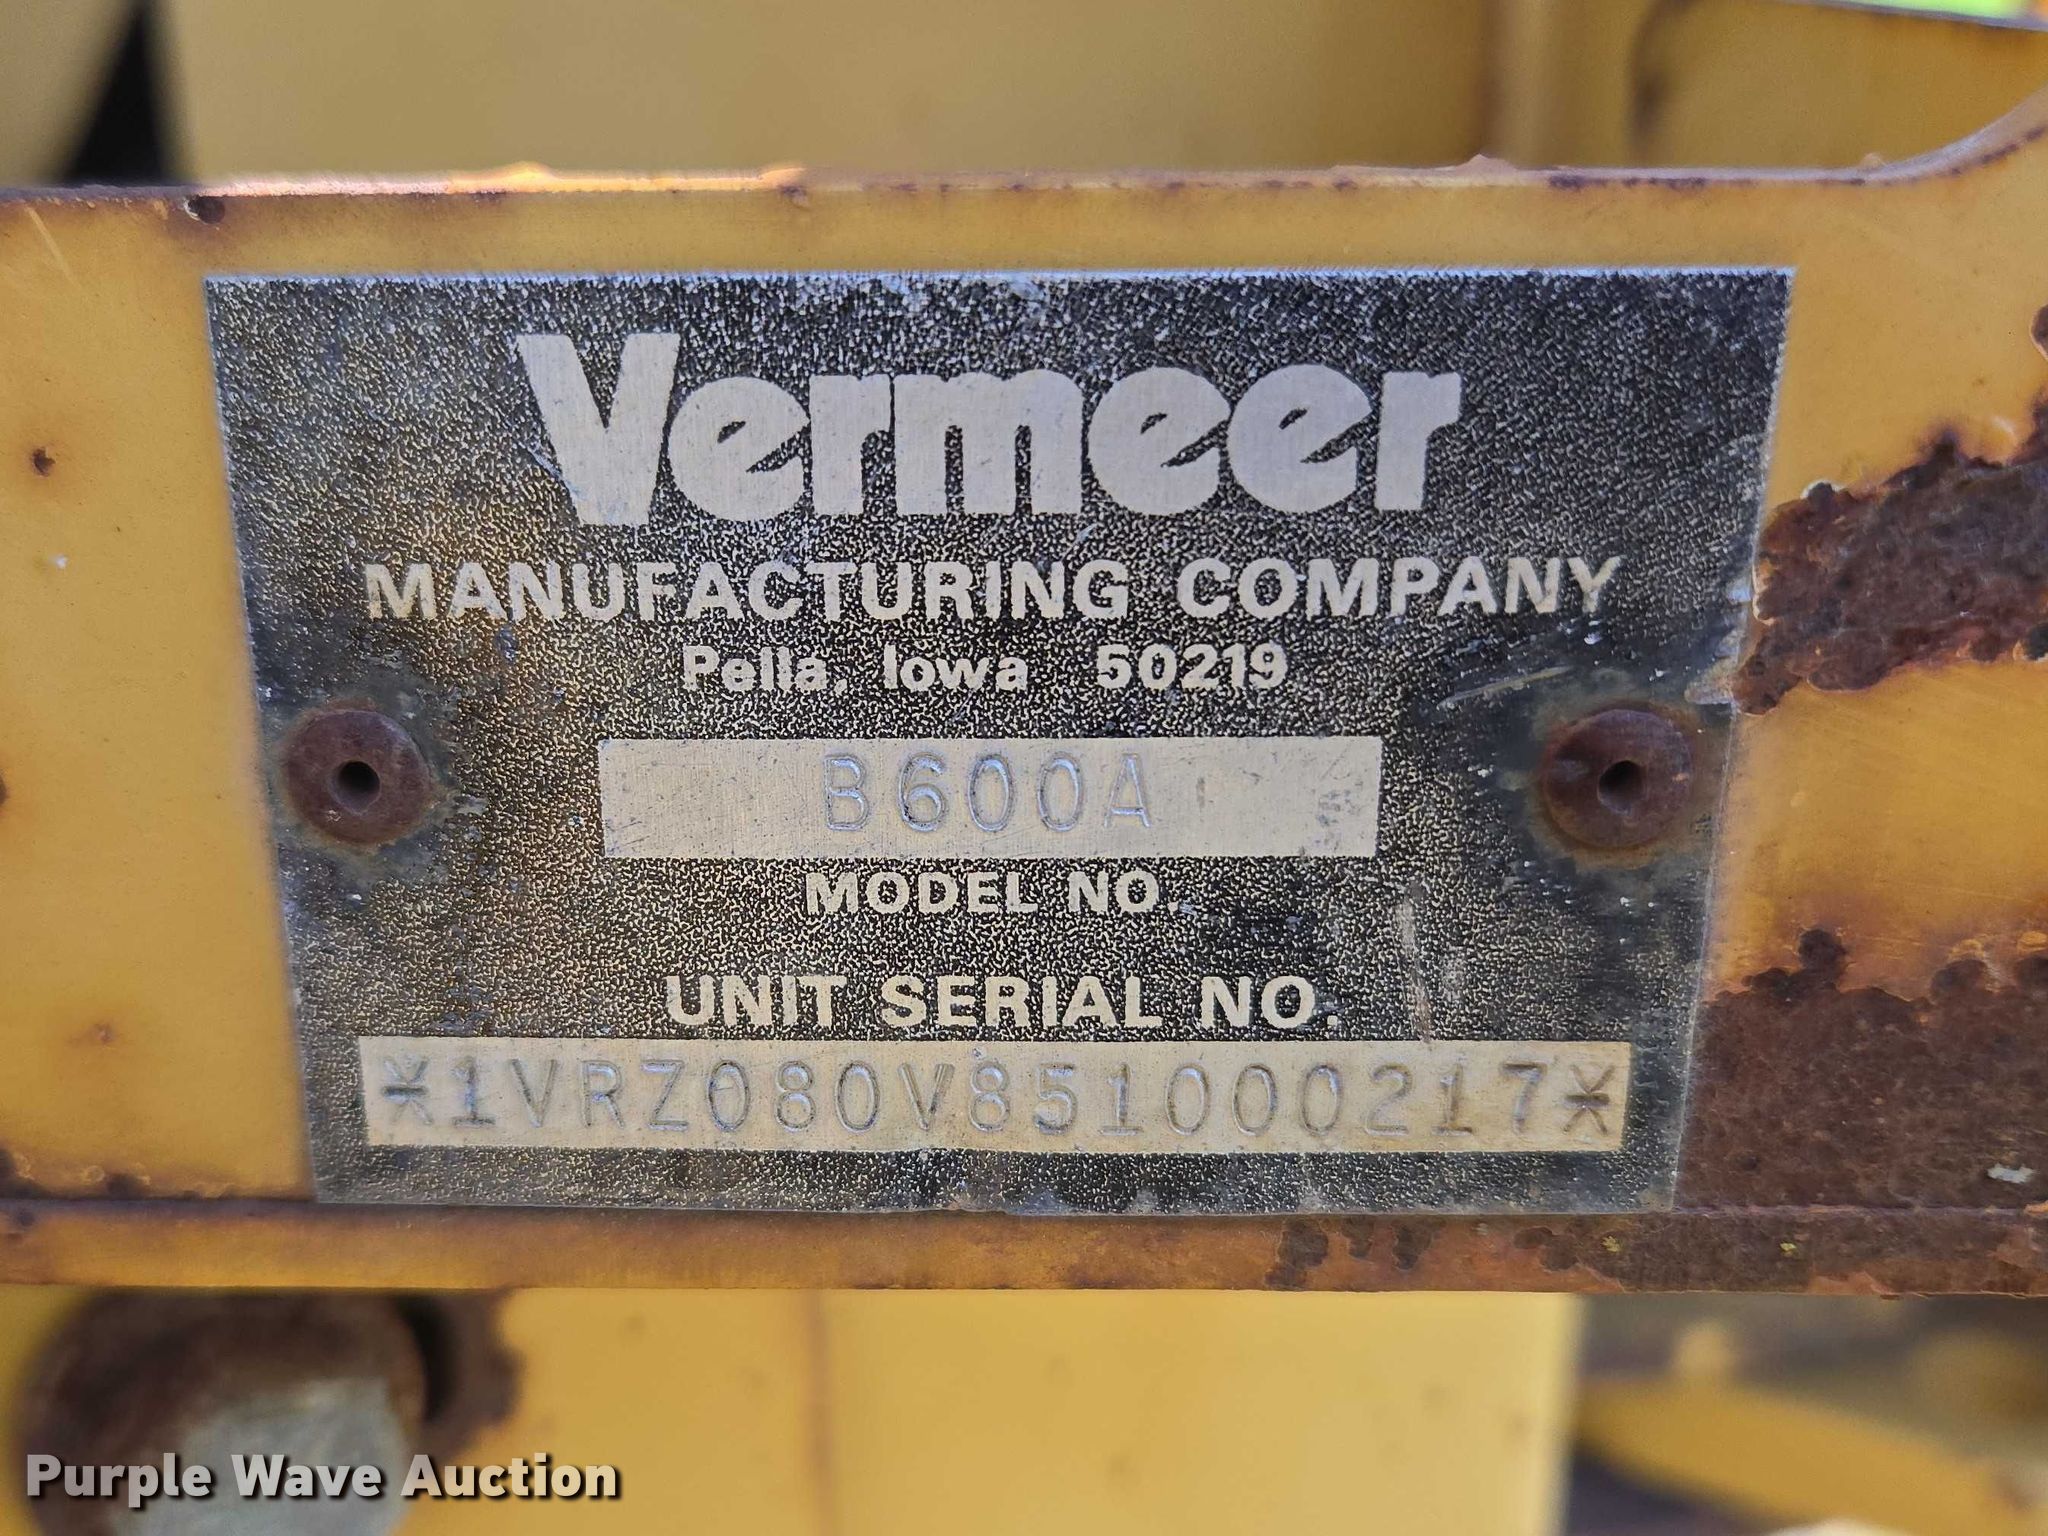 Vermeer
MANUFACTURING COMPANY
Pella, Iowa 50219
B600A
MODEL NO.
UNIT SERIAL NO.
*1VRZ080V851000217*
Purple Wave Auction